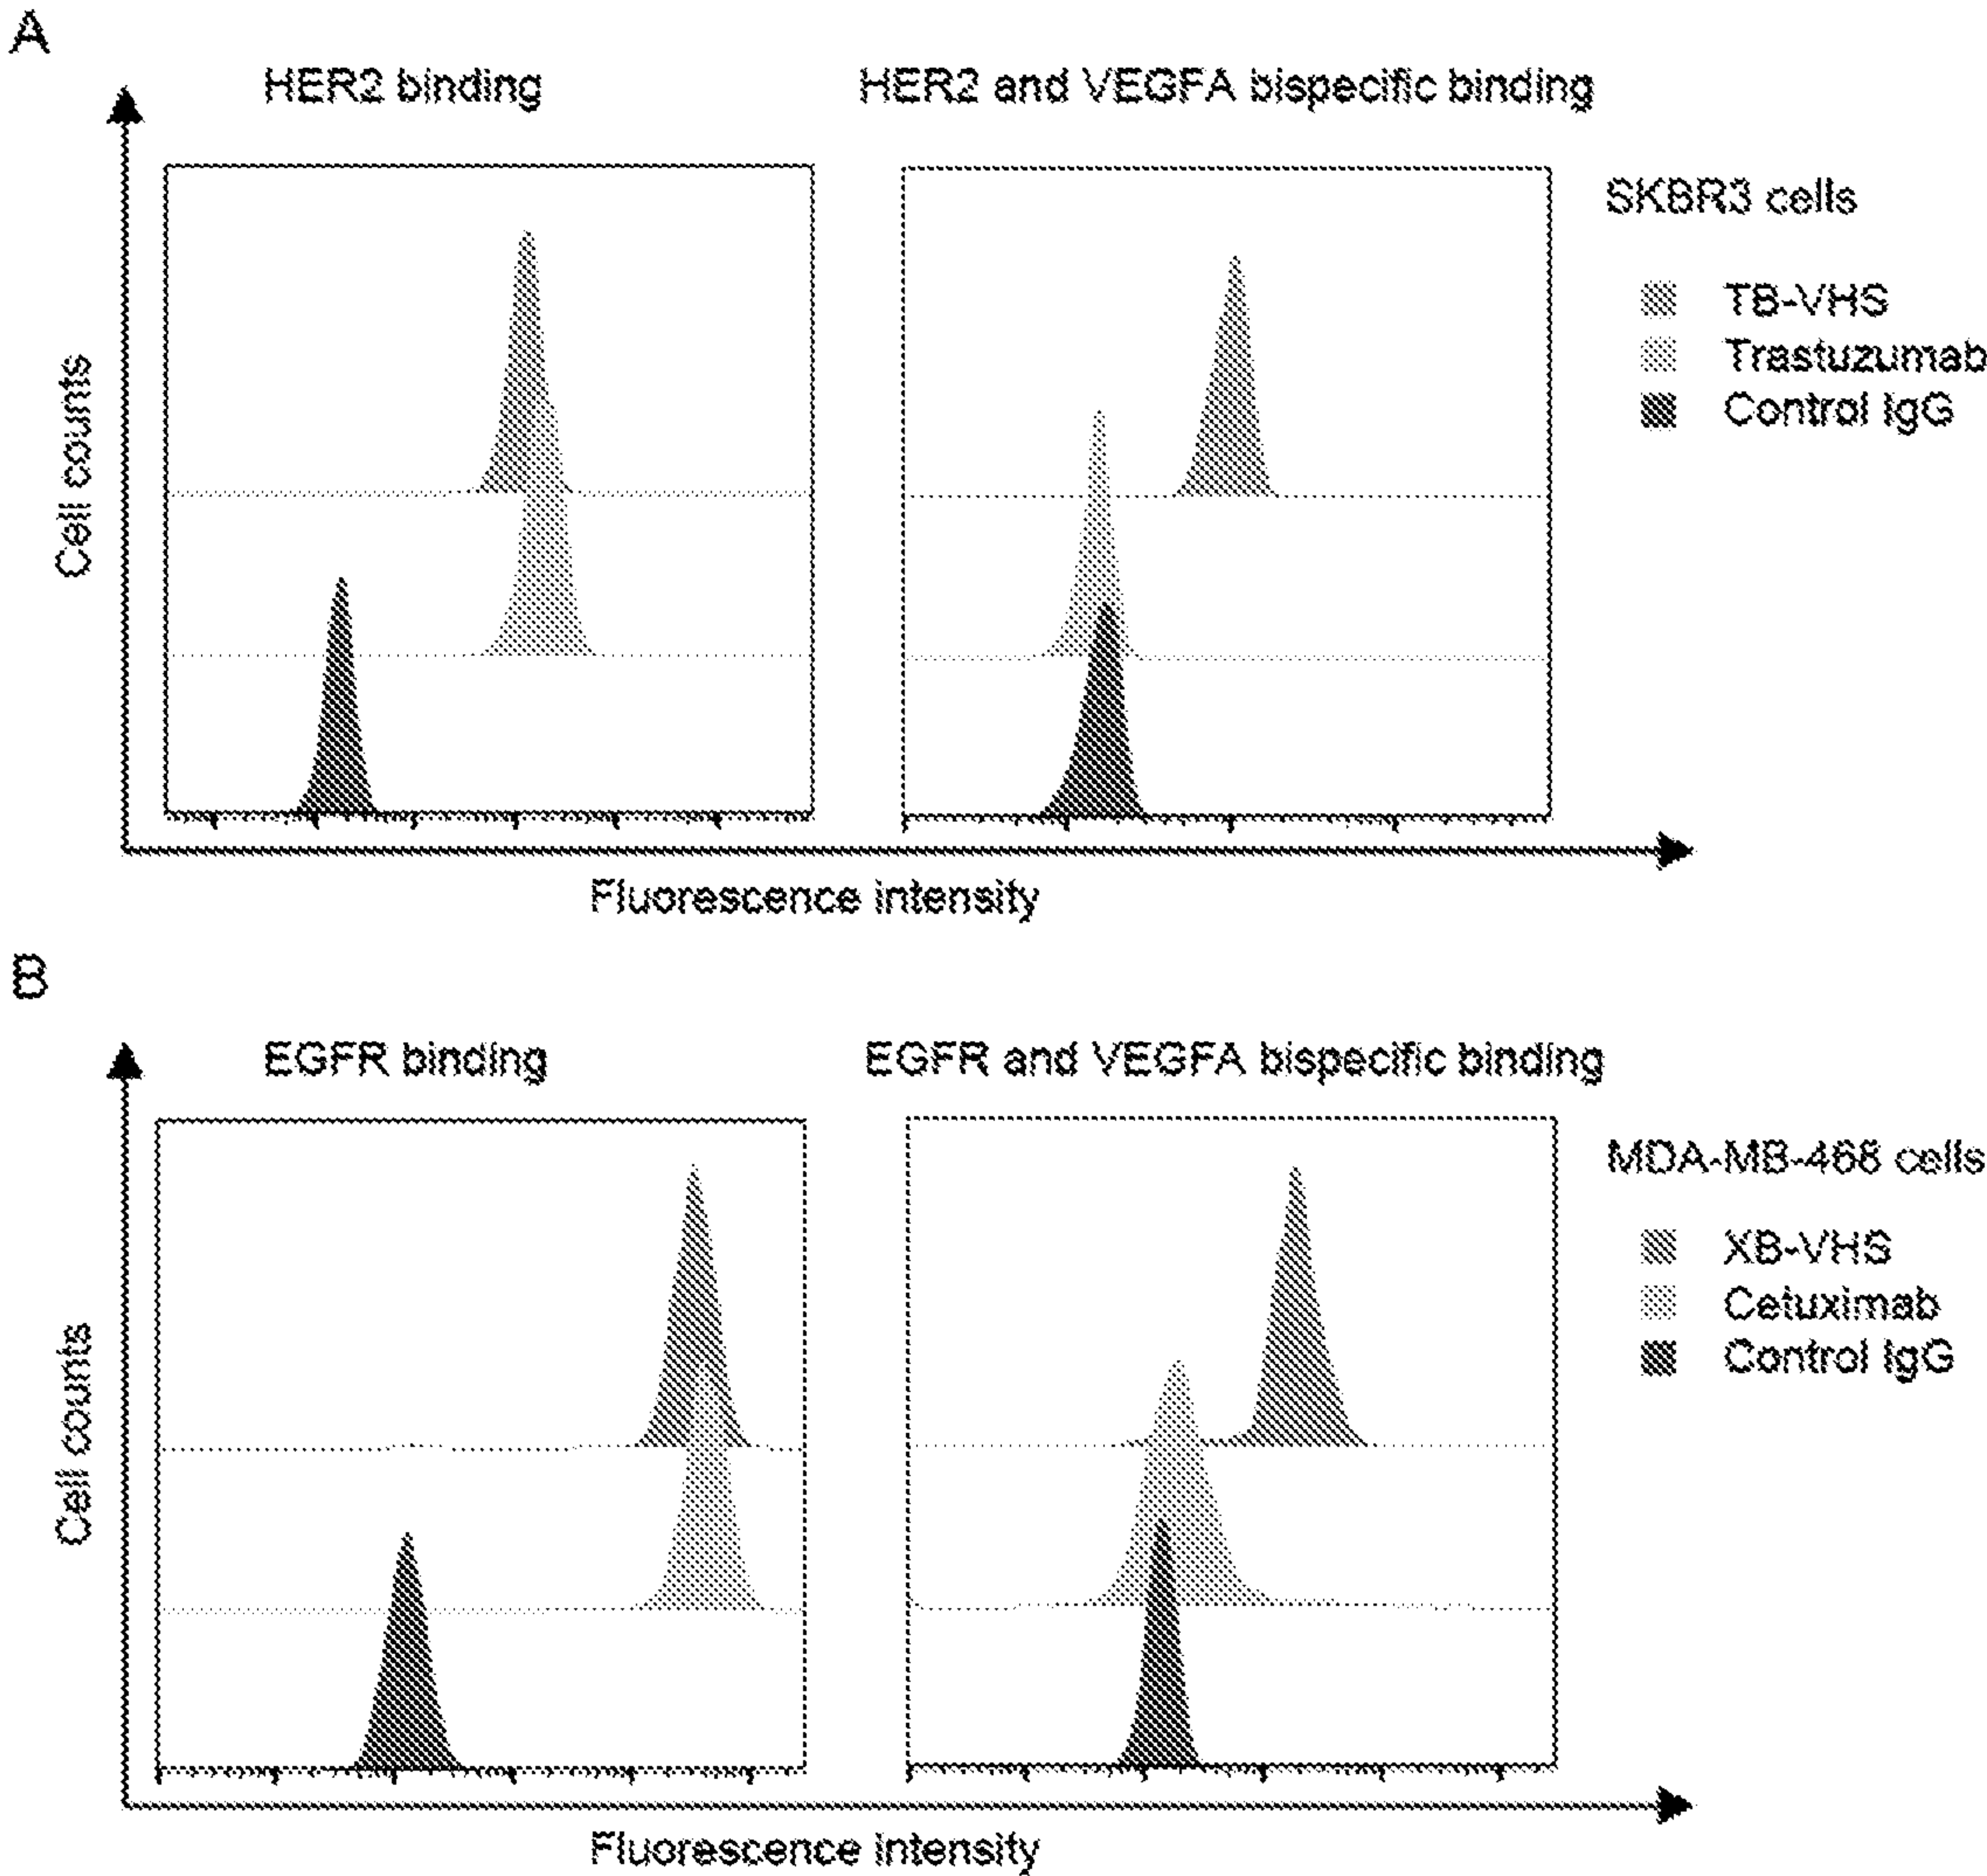 A
HER2 binding
HER2 and VEGFA bispecific binding
SKBR3 cells
TB-VHS
Trastuzumab
Control IgG
Cell counts
Fluorescence intensity
B
EGFR binding
EGFR and VEGFA bispecific binding
MDA-MB-468 cells
XB-VHS
Cetuximab
Control IgG
Cell counts
Fluorescence intensity